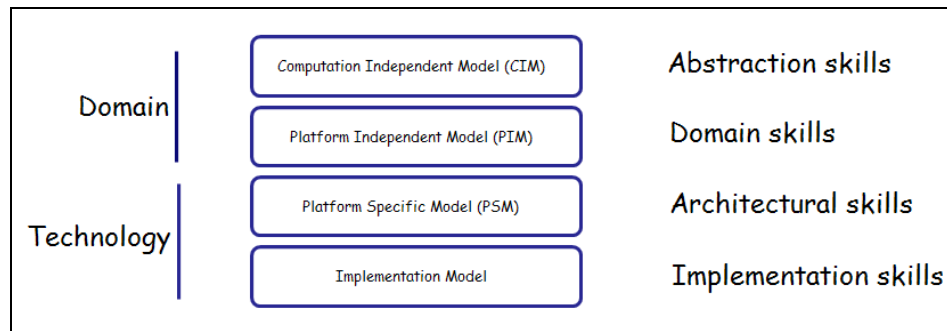 Computation Independent Model (CIM)
Abstraction skills
Domain
Platform Independent Model (PIM)
Domain skills
Platform Specific Model (PSM)
Architectural skills
Technology
Implementation Model
Implementation skills